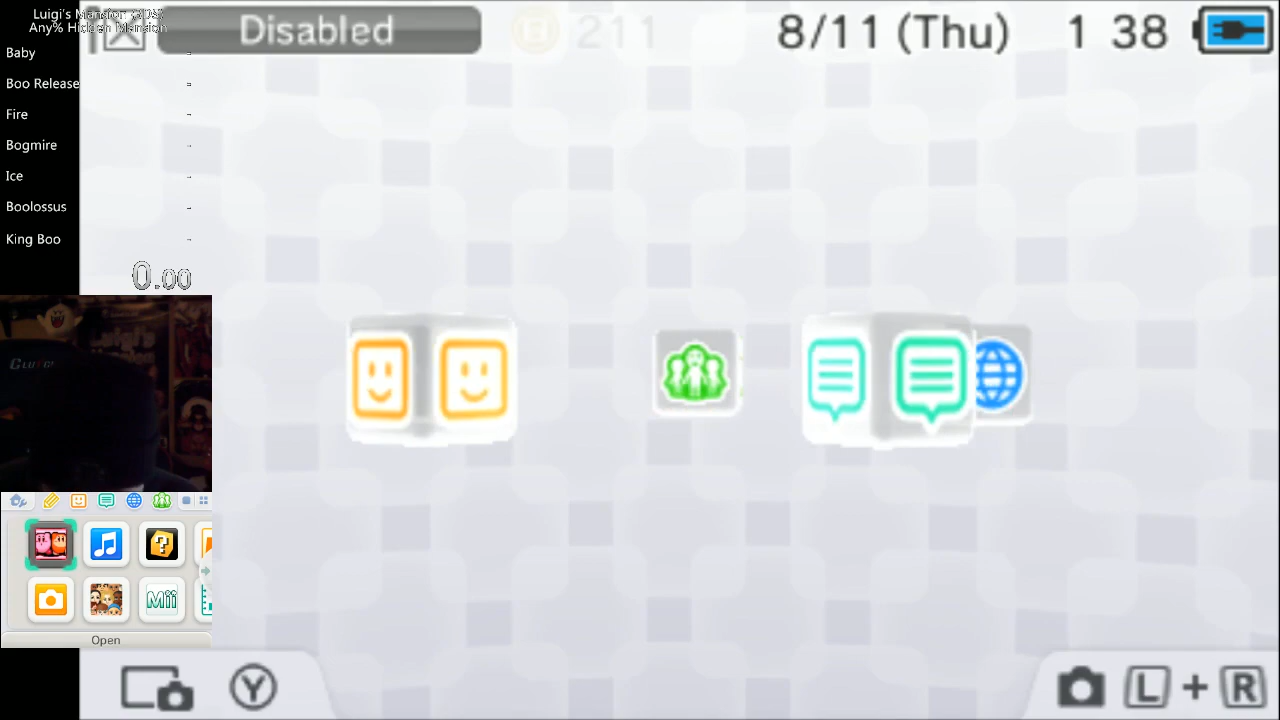 Luigi's Mansion
Any% Hidden Mansion
Disabled
211
8/11 (Thu)
1 38
Baby
Boo Release
Fire
Bogmire
Ice
Boolossus
King Boo
0.00
Mii
Open
Y
L + R